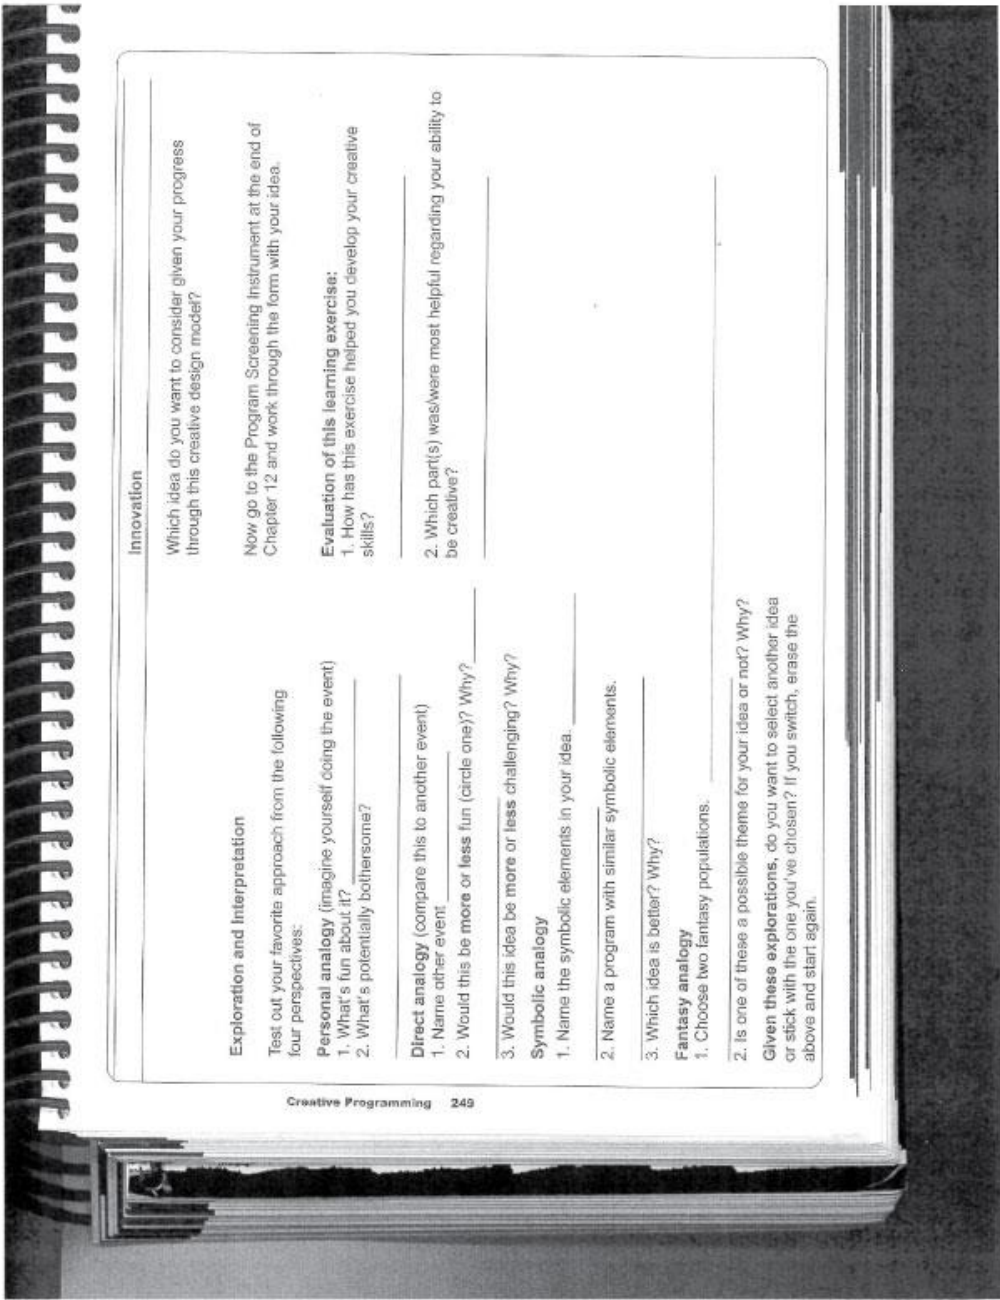 Innovation
Exploration and Interpretation
Test out your favorite approach from the following
four perspectives:
Personal analogy (imagine yourself doing the event)
1. What's fun about it?
2. What's potentially bothersome?
Direct analogy (compare this to another event)
1. Name other event
2. Would this be more or less fun (circle one)? Why?
3. Would this idea be more or less challenging? Why?
Symbolic analogy
1. Name the symbolic elements in your idea.
2. Name a program with similar symbolic elements.
3. Which idea is better? Why?
Fantasy analogy
1. Choose two fantasy populations.
2. Is one of these a possible theme for your idea or not? Why?
Given these explorations, do you want to select another idea
or stick with the one you've chosen? If you switch, erase the
above and start again.
Which idea do you want to consider given your progress
through this creative design model?
Now go to the Program Screening Instrument at the end of
Chapter 12 and work through the form with your idea.
Evaluation of this learning exercise:
1. How has this exercise helped you develop your creative
skills?
2. Which part(s) was/were most helpful regarding your ability to
be creative?
Creative Programming 249